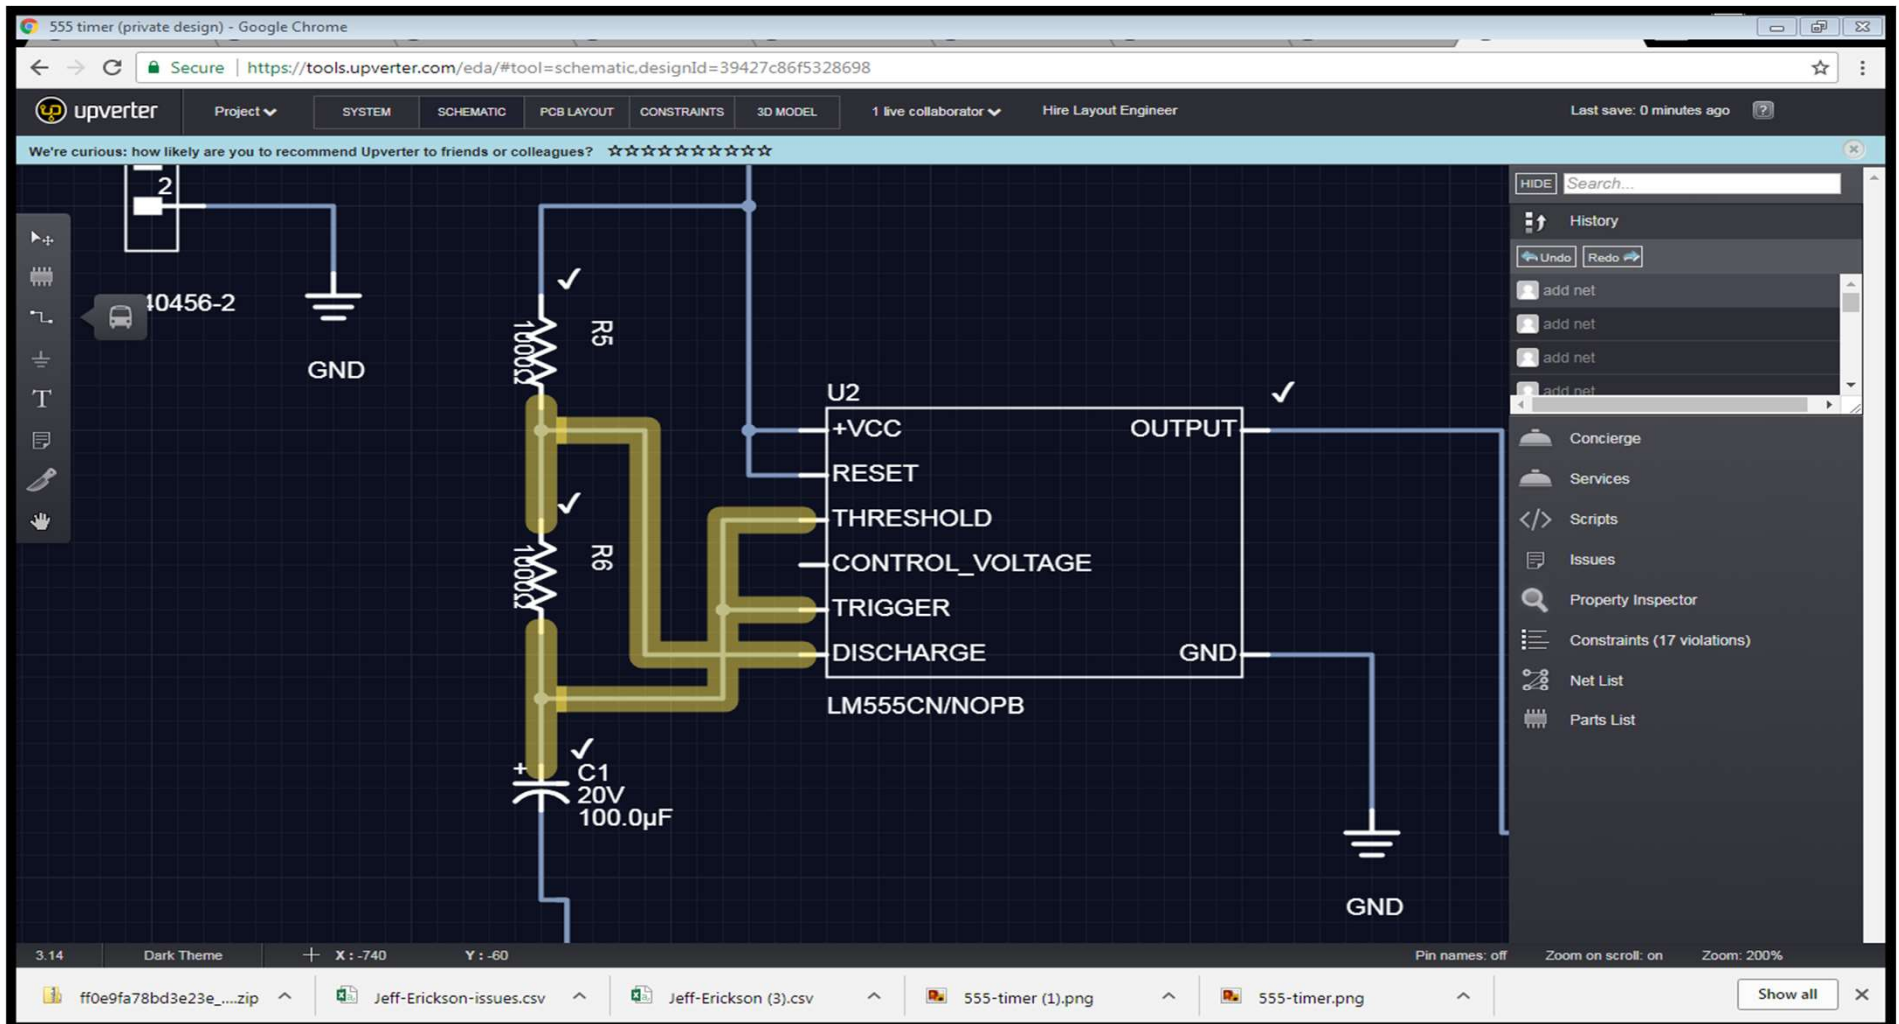 555 timer (private design) - Google Chrome
Secure | https://tools.upverter.com/eda/#tool=schematic,designId=39427c86f5328698
upverter Project SYSTEM SCHEMATIC PCB LAYOUT CONSTRAINTS 3D MODEL 1 live collaborator Hire Layout Engineer Last save: 0 minutes ago ?
We're curious: how likely are you to recommend Upverter to friends or colleagues?
HIDE Search...
History
Undo Redo
add net
add net
add net
add net
Concierge
Services
Scripts
Issues
Property Inspector
Constraints (17 violations)
Net List
Parts List
2
40456-2
GND
T
R5
1000Ω
R6
1000Ω
U2
+VCC OUTPUT
RESET
THRESHOLD
CONTROL_VOLTAGE
TRIGGER
DISCHARGE GND
LM555CN/NOPB
+
C1
20V
100.0µF
GND
3.14 Dark Theme X : -740 Y : -60 Pin names: off Zoom on scroll: on Zoom: 200%
ff0e9fa78bd3e23e_....zip Jeff-Erickson-issues.csv Jeff-Erickson (3).csv 555-timer (1).png 555-timer.png Show all